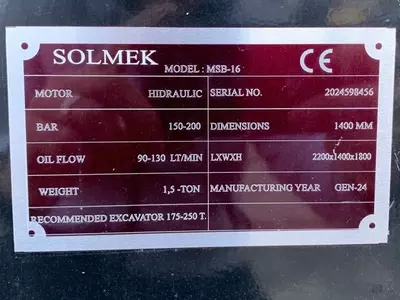 SOLMEK
MODEL: MSB-16
CE
MOTOR HIDRAULIC SERIAL NO. 2024598456
BAR 150-200 DIMENSIONS 1400 MM
OIL FLOW 90-130 LT/MIN LXWXH 2200x1400x1800
WEIGHT 1,5 -TON MANUFACTURING YEAR GEN-24
RECOMMENDED EXCAVATOR 175-250 T.